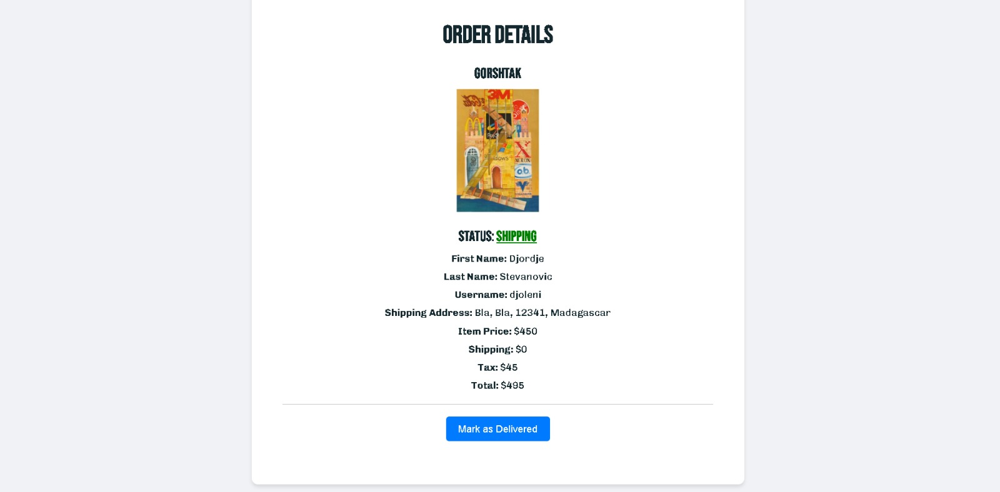 ORDER DETAILS
GORSHTAK
3M
STATUS: SHIPPING
First Name: Djordje
Last Name: Stevanovic
Username: djoleni
Shipping Address: Bla, Bla, 12341, Madagascar
Item Price: $450
Shipping: $0
Tax: $45
Total: $495
Mark as Delivered